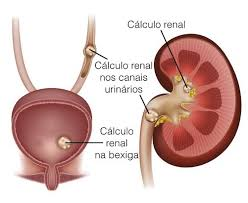 Cálculo renal
Cálculo renal
nos canais
urinários
Cálculo
renal
na bexiga